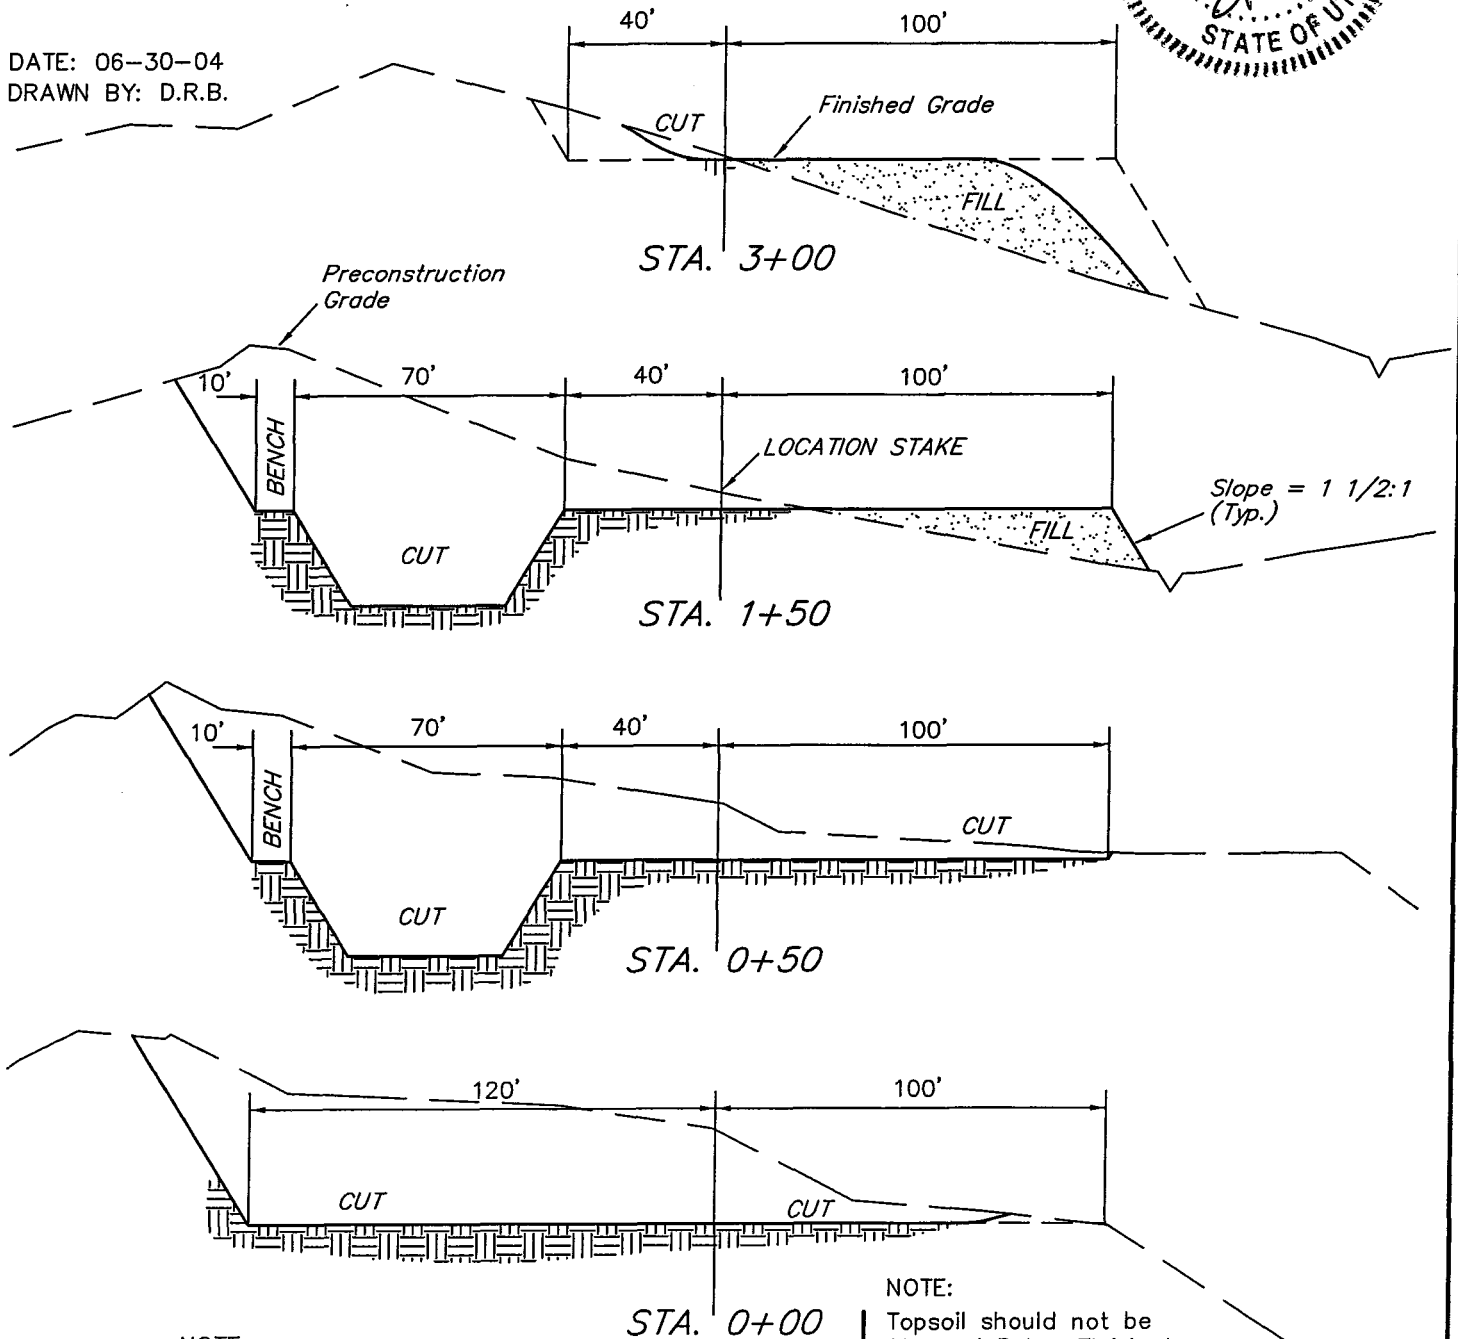 40'
100'
STATE OF
DATE: 06-30-04
DRAWN BY: D.R.B.
CUT
Finished Grade
FILL
STA. 3+00
Preconstruction
Grade
10'
70'
40'
100'
BENCH
LOCATION STAKE
Slope = 1 1/2:1
(Typ.)
CUT
FILL
STA. 1+50
10'
70'
40'
100'
BENCH
CUT
CUT
STA. 0+50
120'
100'
CUT
CUT
STA. 0+00
NOTE:
Topsoil should not be
NOTE